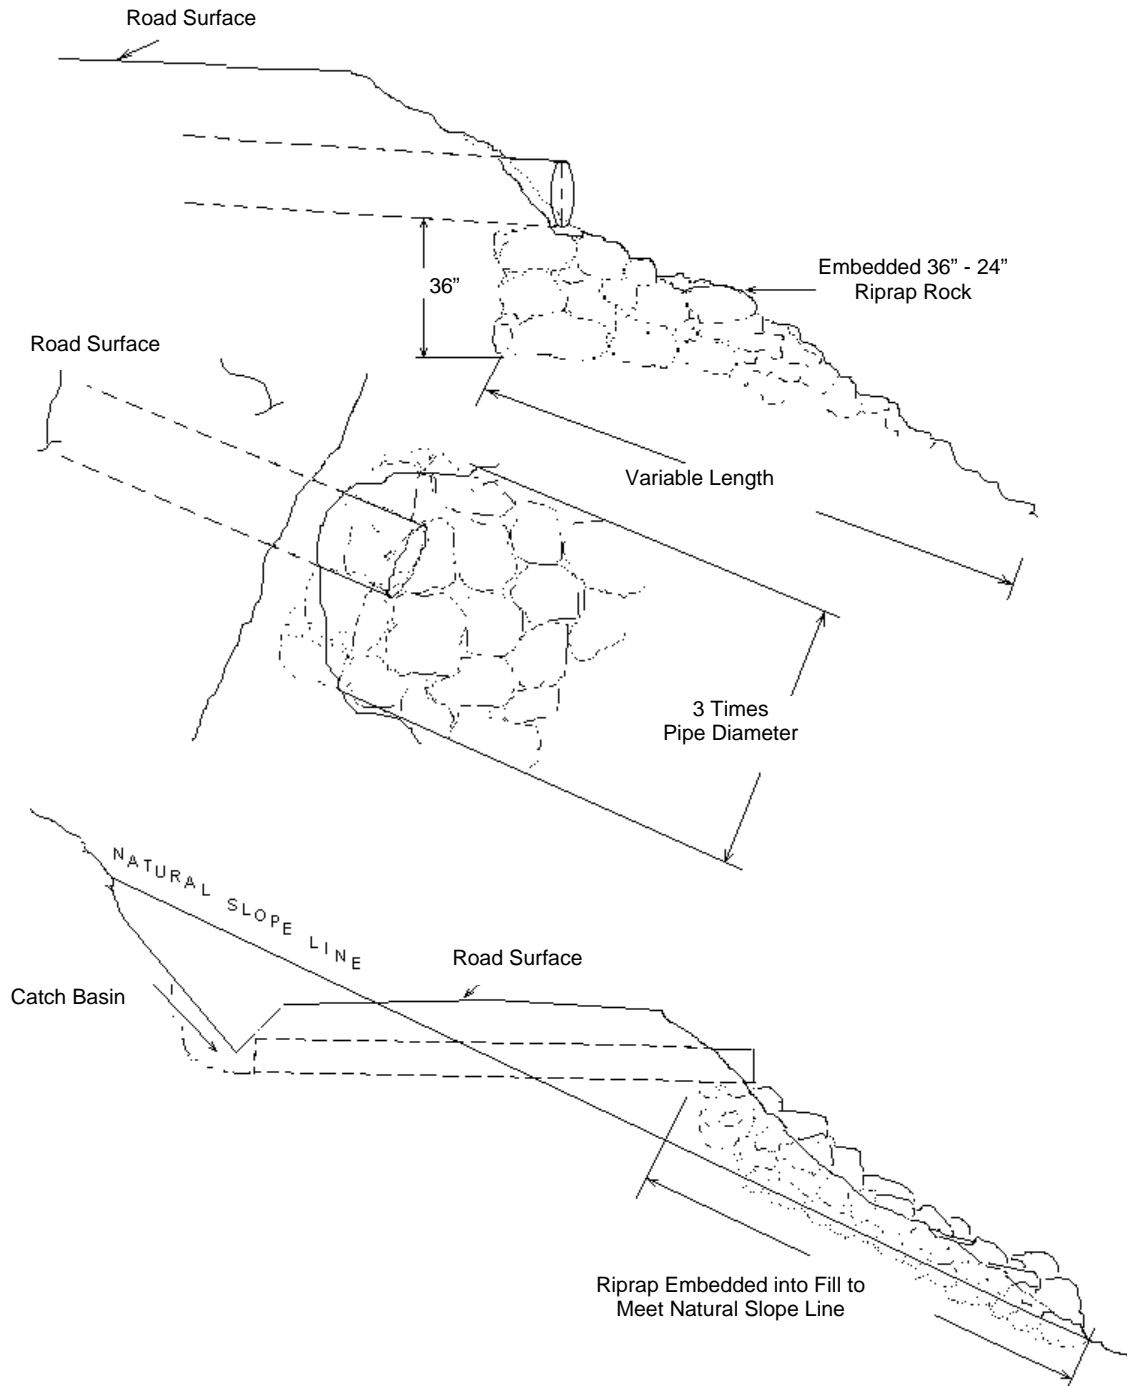 Road Surface
Embedded 36” - 24”
Riprap Rock
36”
Road Surface
Variable Length
3 Times
Pipe Diameter
NATURAL SLOPE LINE
Road Surface
Catch Basin
Riprap Embedded into Fill to
Meet Natural Slope Line